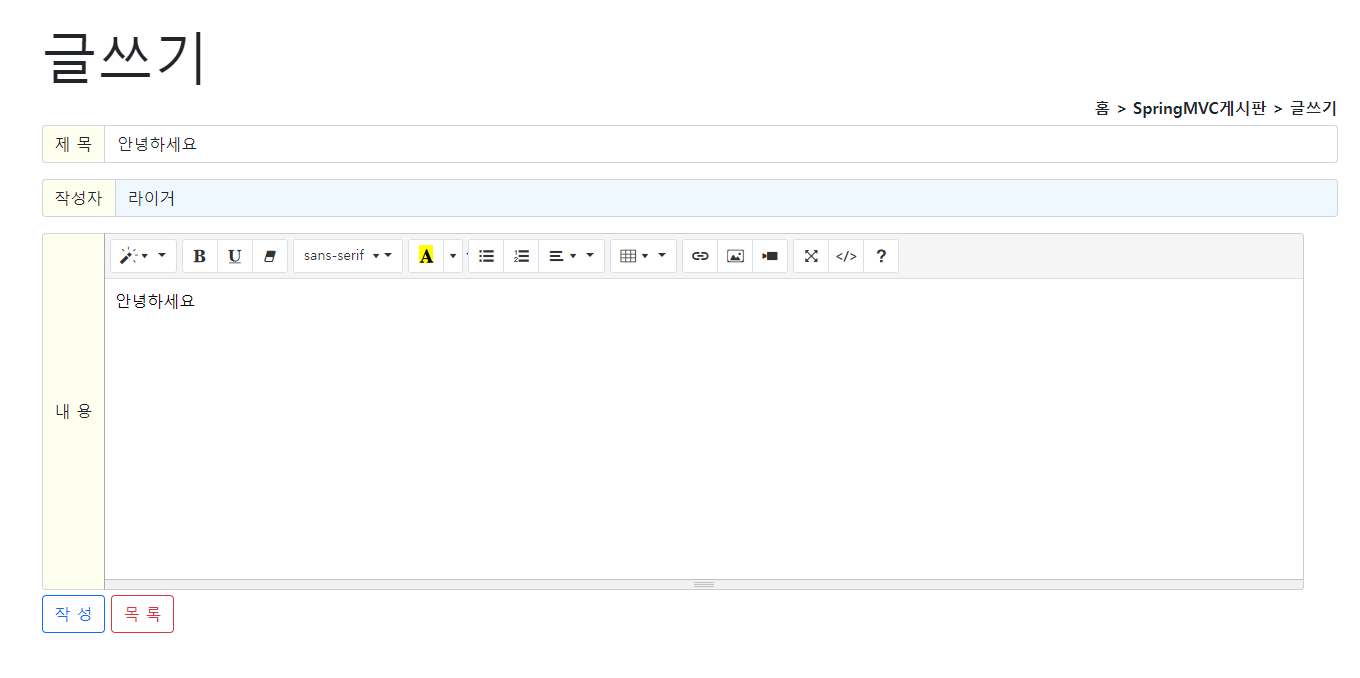 글쓰기
홈 > SpringMVC게시판 > 글쓰기
제 목 안녕하세요
작성자 라이거
B U sans-serif A </> ?
안녕하세요
내 용
작 성 목 록